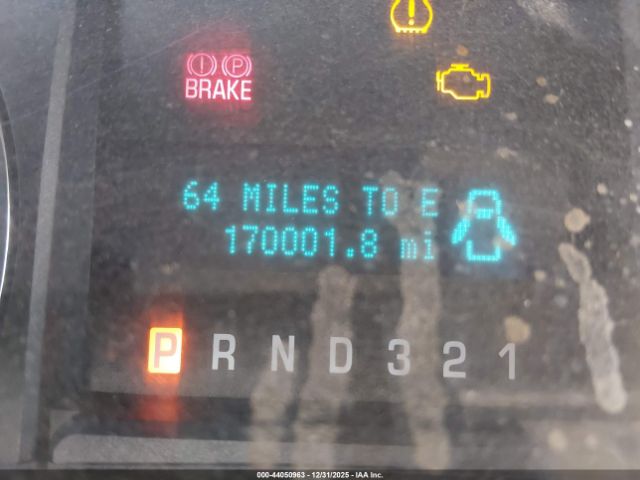 BRAKE
64 MILES TO E
170001.8 mi
P R N D 3 2 1
000-44050963 - 12/31/2025 - IAA Inc.